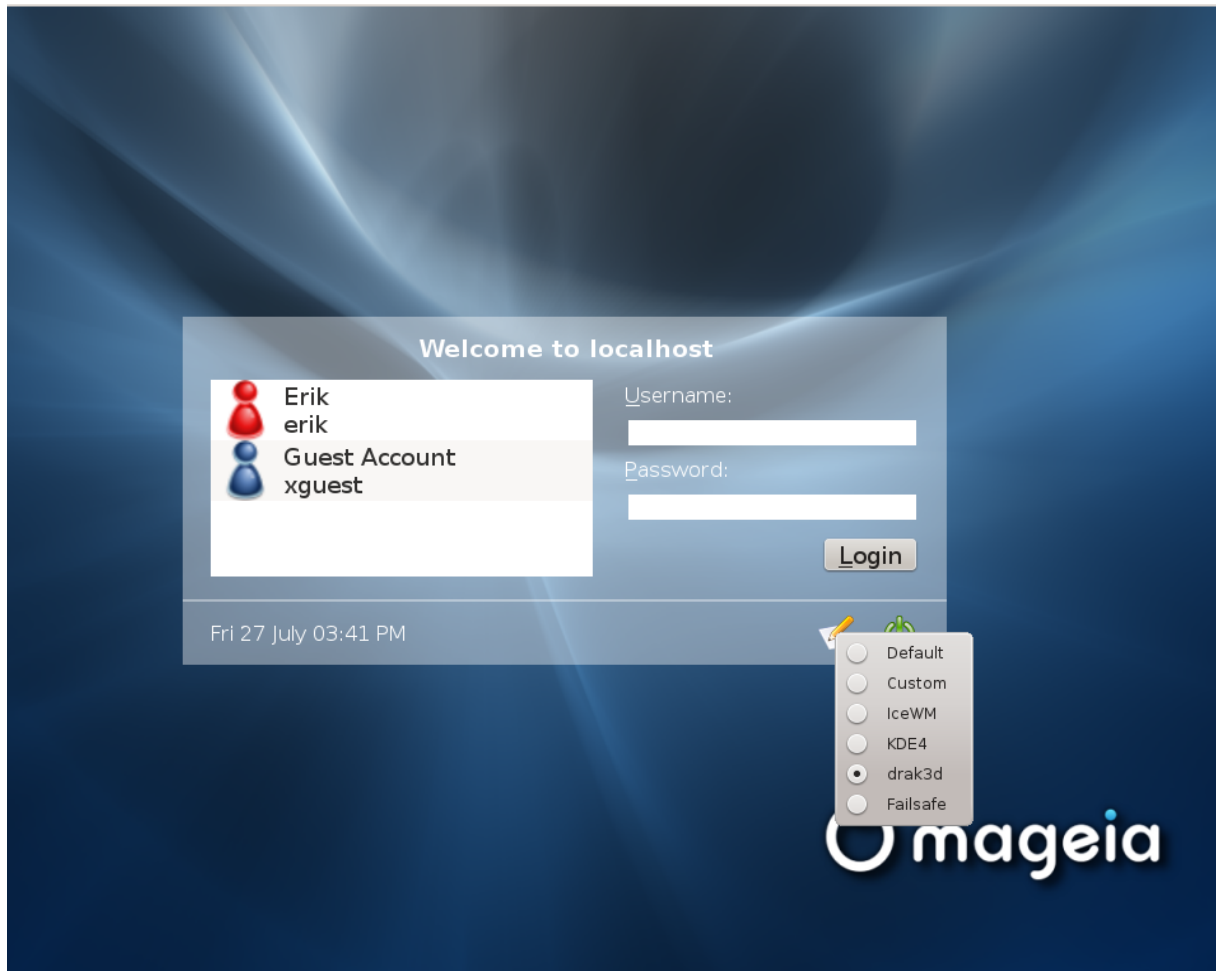 Welcome to localhost
Erik
erik
Guest Account
xguest
Username:
Password:
Login
Fri 27 July 03:41 PM
Default
Custom
IceWM
KDE4
drak3d
Failsafe
mageia